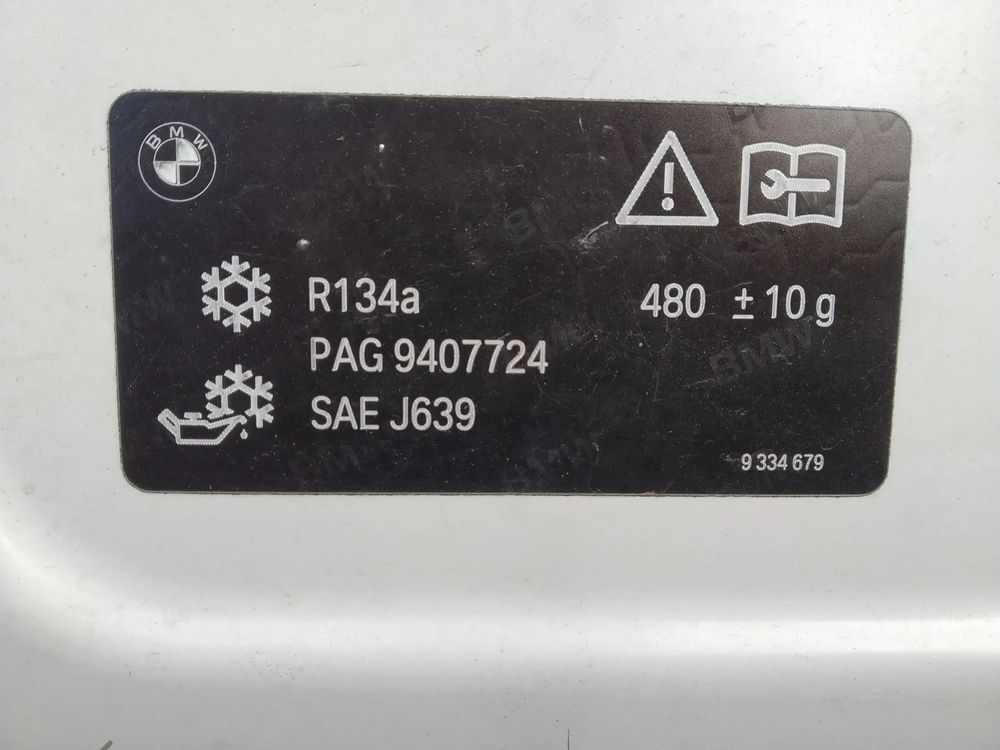 BMW
R134a 480 ± 10 g
PAG 9407724
SAE J639
9 334 679